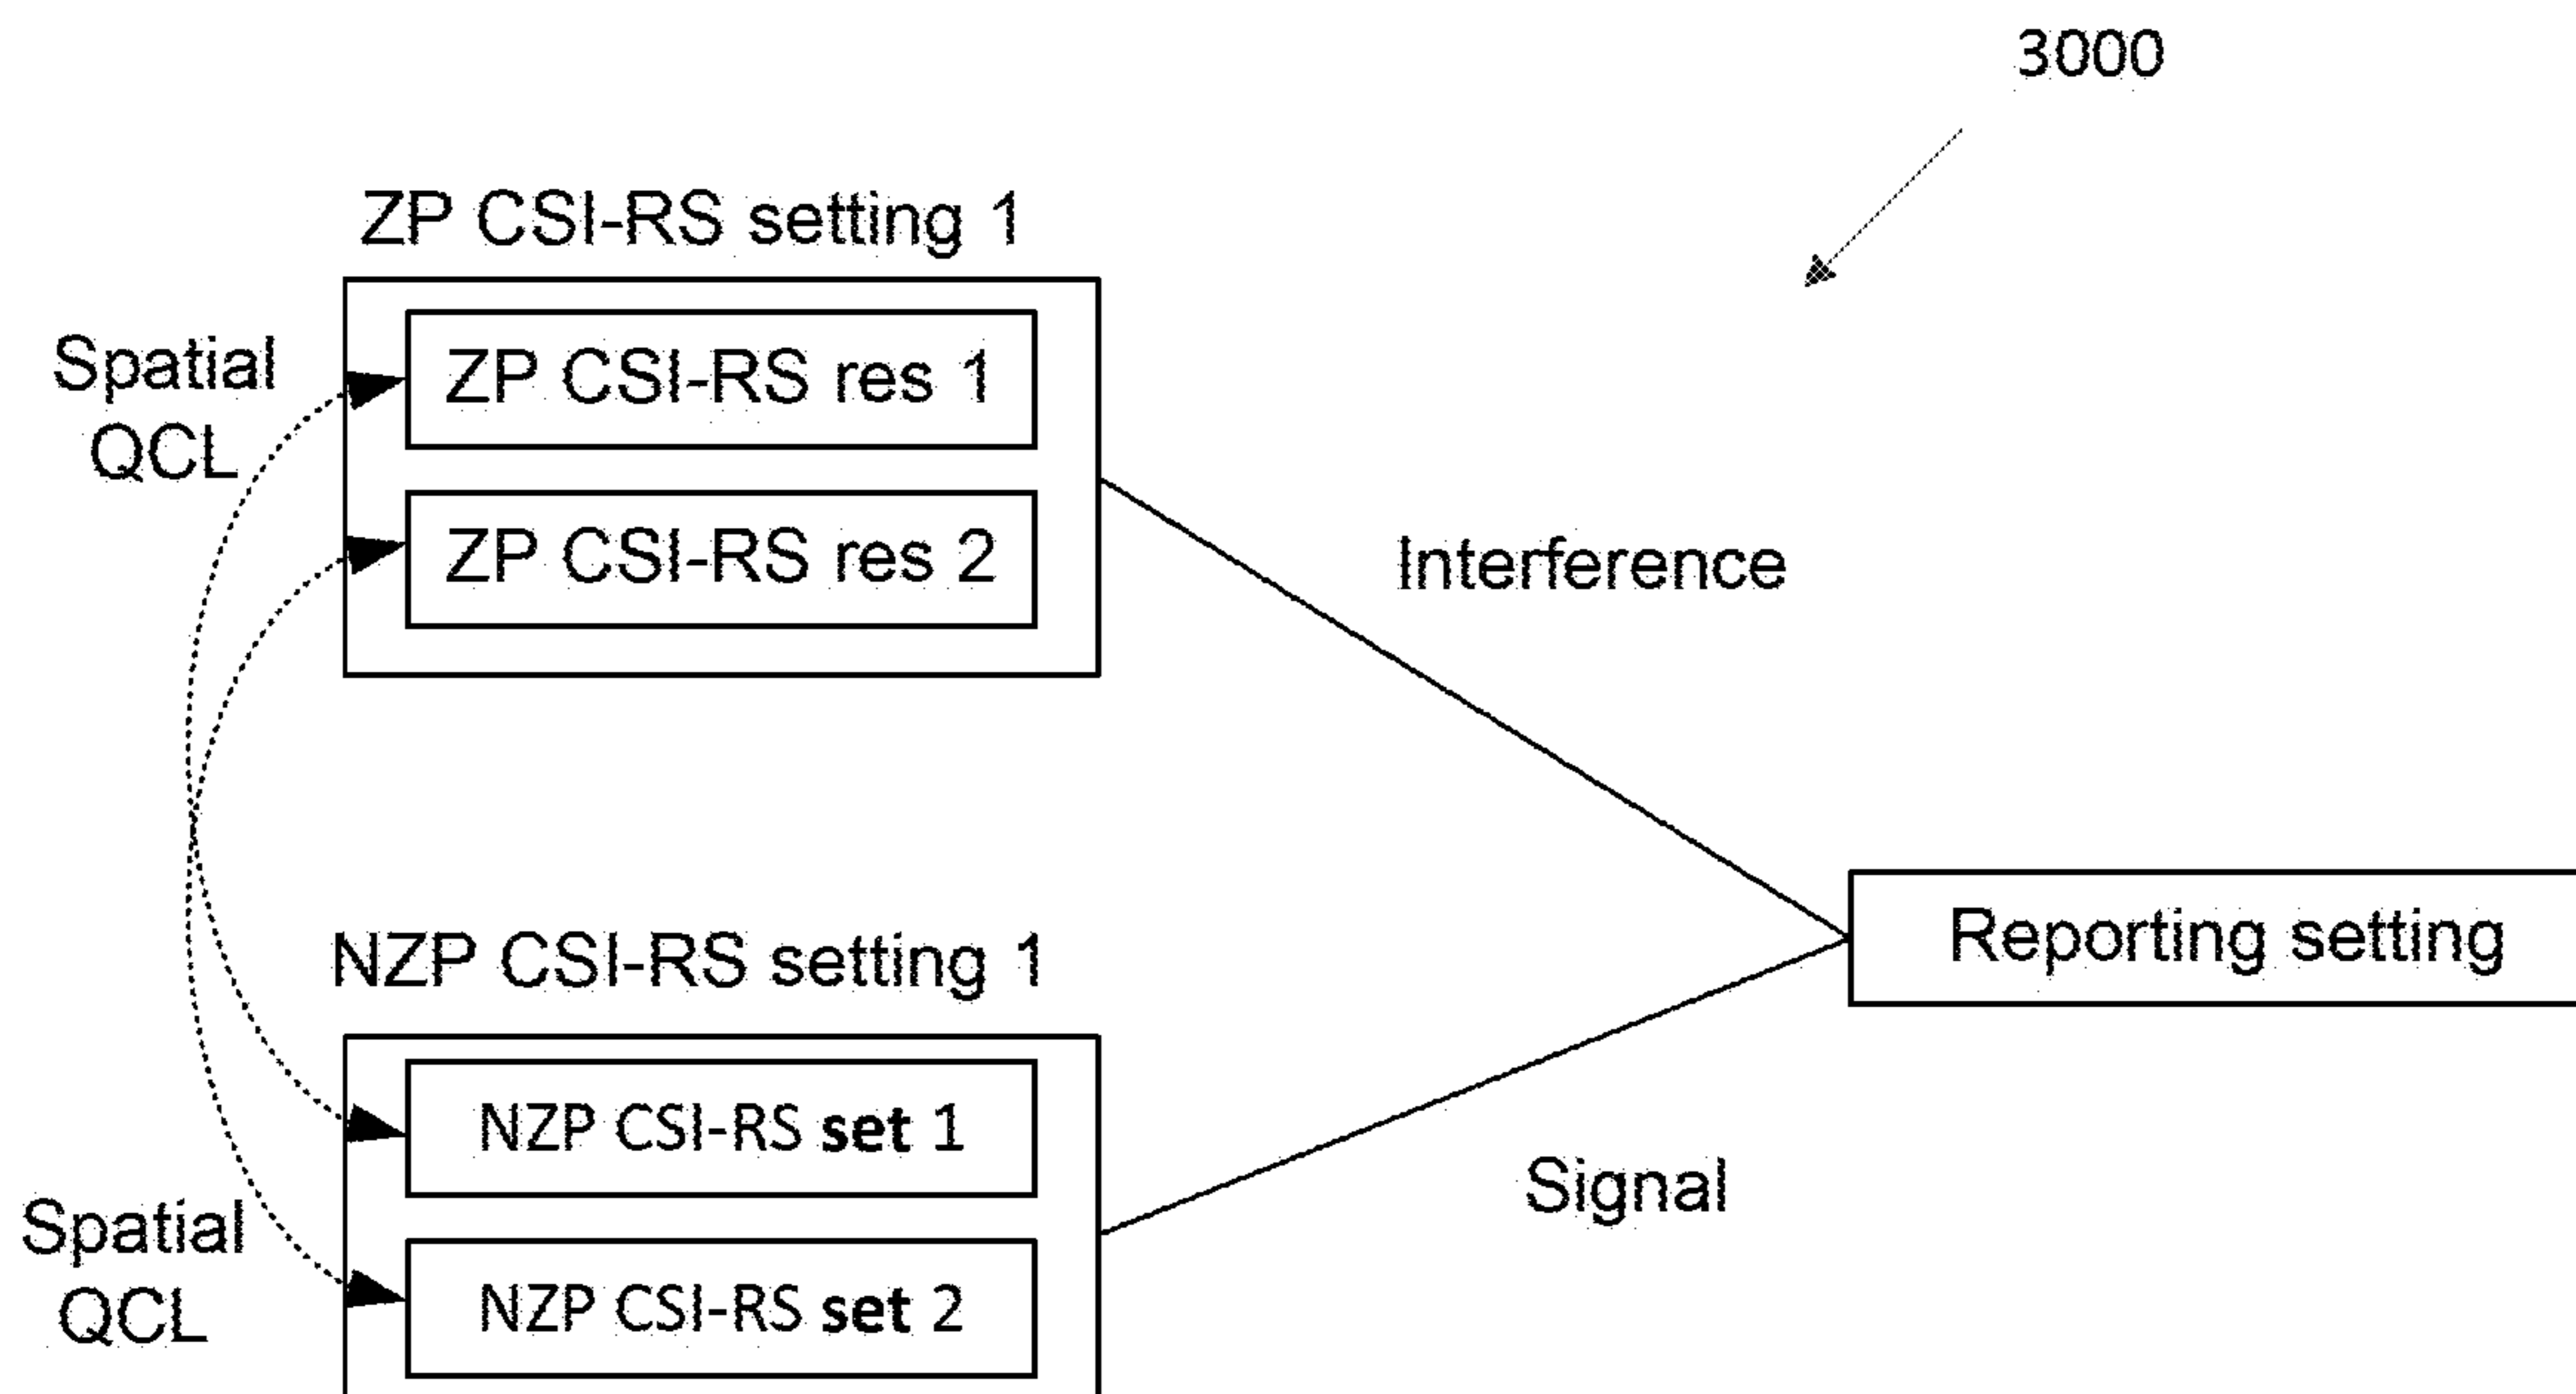 3000
ZP CSI-RS setting 1
Spatial
QCL
ZP CSI-RS res 1
ZP CSI-RS res 2
Interference
NZP CSI-RS setting 1
Reporting setting
NZP CSI-RS set 1
Signal
Spatial
QCL
NZP CSI-RS set 2